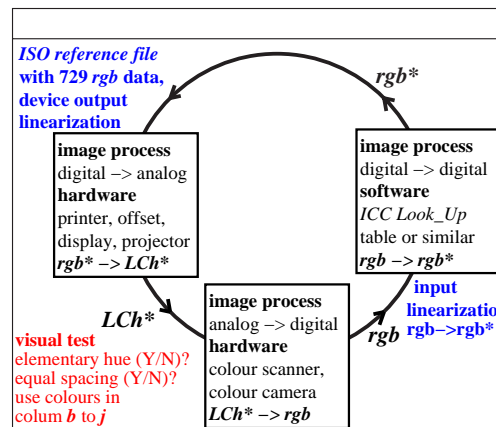 ISO reference file
with 729 rgb data,
device output
linearization
rgb*
image process
digital –> analog
hardware
printer, offset,
display, projector
rgb* –> LCh*
image process
digital –> digital
software
ICC Look_Up
table or similar
rgb –> rgb*
LCh*
image process
analog –> digital
hardware
colour scanner,
colour camera
LCh* –> rgb
rgb
input
linearization
rgb–>rgb*
visual test
elementary hue (Y/N)?
equal spacing (Y/N)?
use colours in
colum b to j